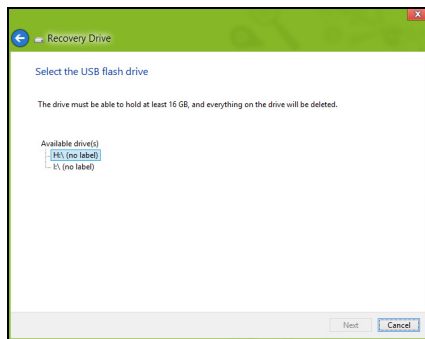 x
Recovery Drive
Select the USB flash drive
The drive must be able to hold at least 16 GB, and everything on the drive will be deleted.
Available drive(s)
H:\ (no label)
I:\ (no label)
Next Cancel